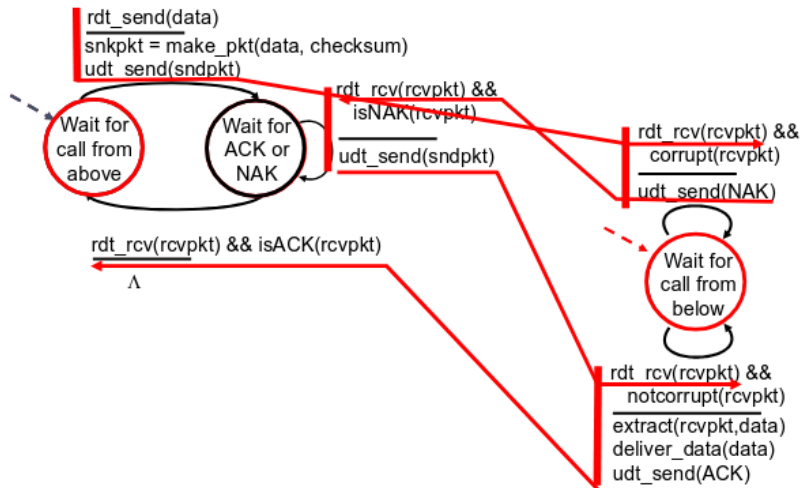 rdt_send(data)
snkpkt = make_pkt(data, checksum)
udt_send(sndpkt)
rdt_rcv(rcvpkt) &&
isNAK(rcvpkt)
udt_send(sndpkt)
Wait for
call from
above
Wait for
ACK or
NAK
rdt_rcv(rcvpkt) &&
corrupt(rcvpkt)
udt_send(NAK)
rdt_rcv(rcvpkt) && isACK(rcvpkt)
Λ
Wait for
call from
below
rdt_rcv(rcvpkt) &&
notcorrupt(rcvpkt)
extract(rcvpkt,data)
deliver_data(data)
udt_send(ACK)